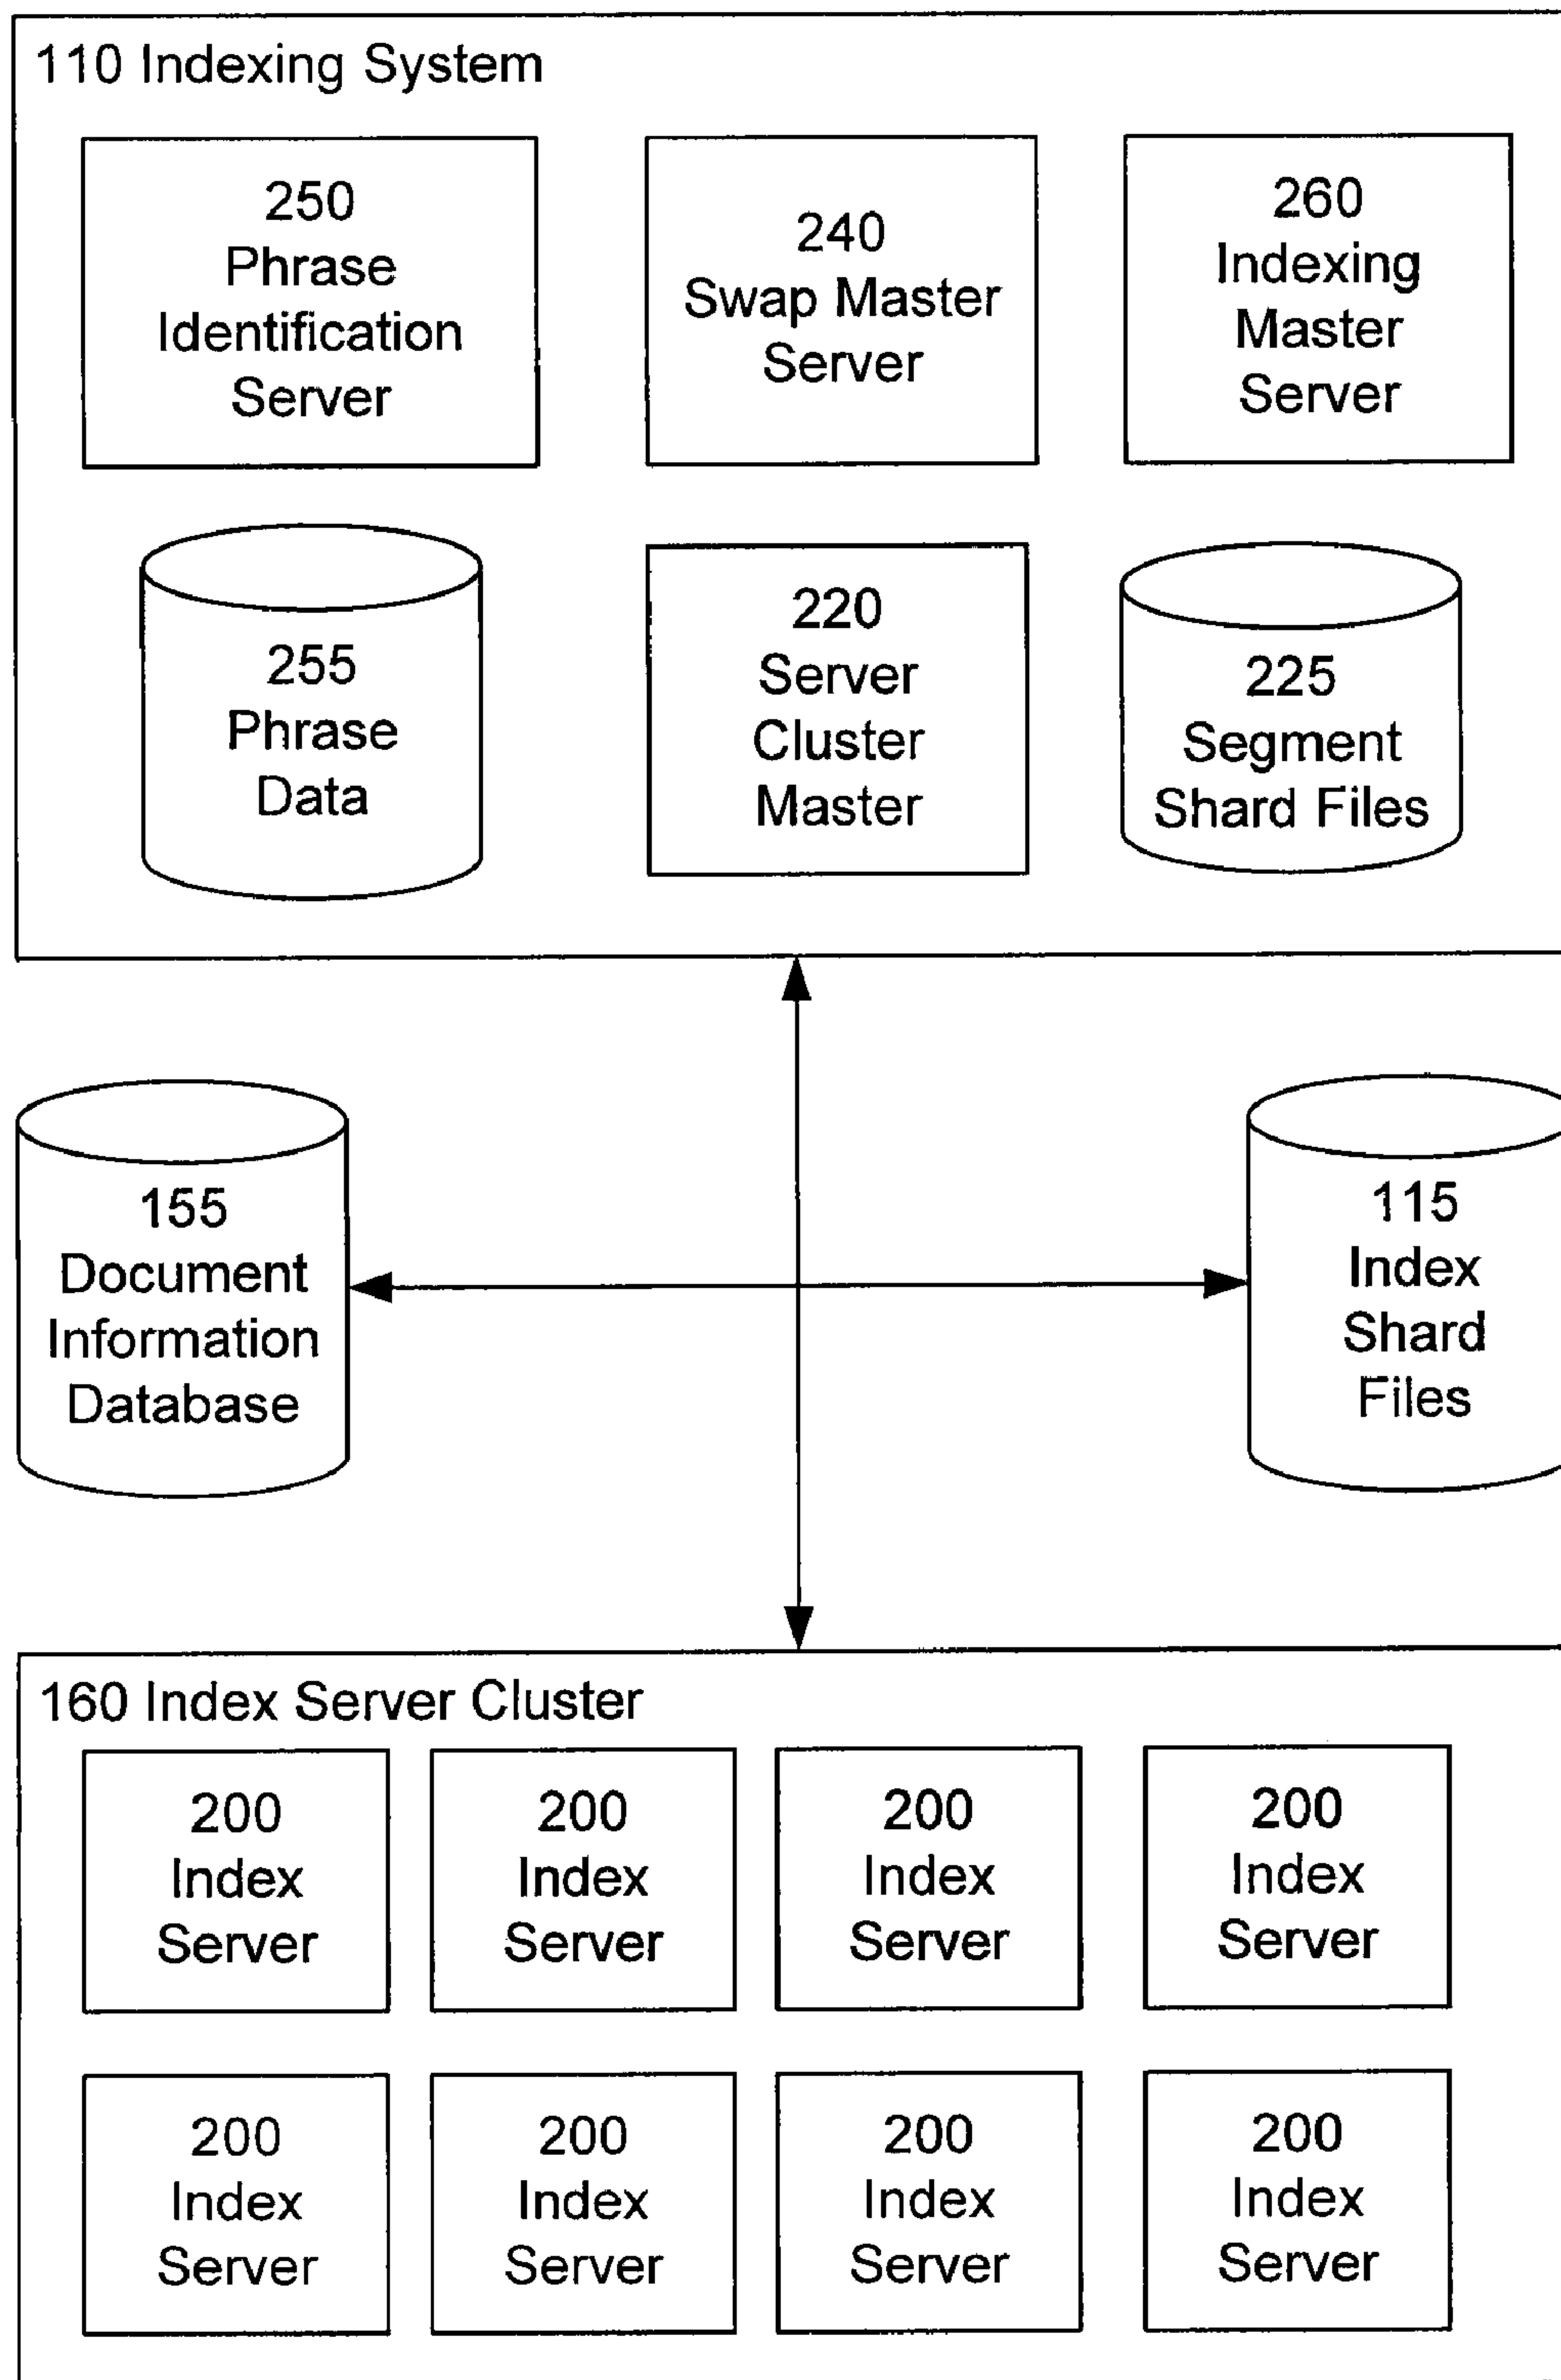 110 Indexing System
250
Phrase
Identification
Server
240
Swap Master
Server
260
Indexing
Master
Server
255
Phrase
Data
220
Server
Cluster
Master
225
Segment
Shard Files
155
Document
Information
Database
115
Index
Shard
Files
160 Index Server Cluster
200
Index
Server
200
Index
Server
200
Index
Server
200
Index
Server
200
Index
Server
200
Index
Server
200
Index
Server
200
Index
Server